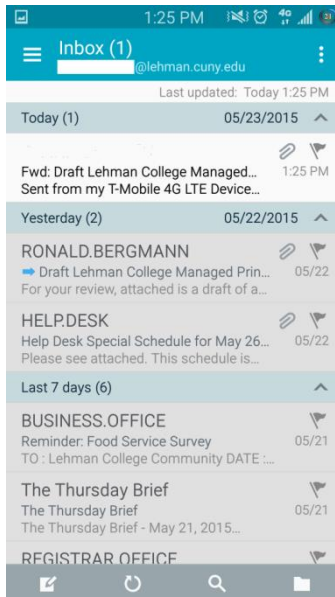 1:25 PM 4G 31
Inbox (1)
@lehman.cuny.edu
Last updated: Today 1:25 PM
Today (1) 05/23/2015
Fwd: Draft Lehman College Managed... 1:25 PM
Sent from my T-Mobile 4G LTE Device...
Yesterday (2) 05/22/2015
RONALD.BERGMANN
Draft Lehman College Managed Prin... 05/22
For your review, attached is a draft of a...
HELP.DESK
Help Desk Special Schedule for May 26... 05/22
Please see attached. This schedule is...
Last 7 days (6)
BUSINESS.OFFICE
Reminder: Food Service Survey 05/21
TO : Lehman College Community DATE :...
The Thursday Brief
The Thursday Brief 05/21
The Thursday Brief - May 21, 2015...
REGISTRAR OFFICE